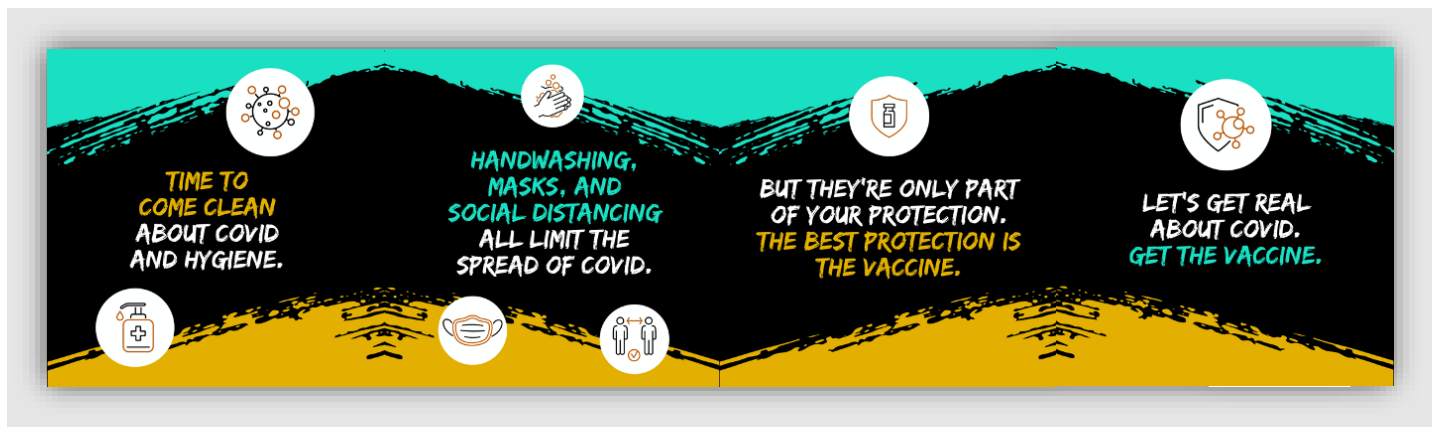 TIME TO
COME CLEAN
ABOUT COVID
AND HYGIENE.
HANDWASHING,
MASKS, AND
SOCIAL DISTANCING
ALL LIMIT THE
SPREAD OF COVID.
BUT THEY'RE ONLY PART
OF YOUR PROTECTION.
THE BEST PROTECTION IS
THE VACCINE.
LET'S GET REAL
ABOUT COVID.
GET THE VACCINE.